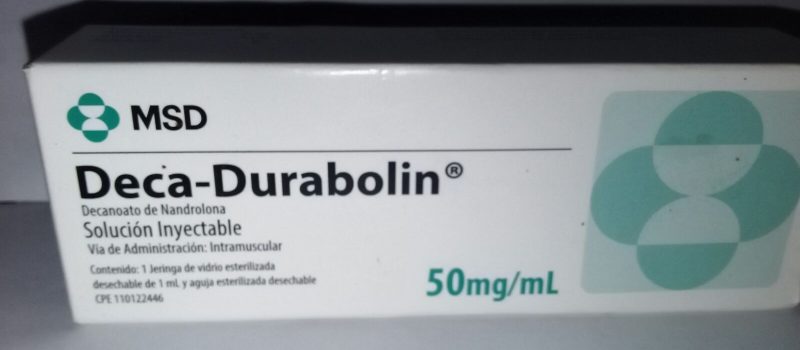 MSD
Deca-Durabolin®
Decanoato de Nandrolona
Solución Inyectable
Via de Administración: Intramuscular
Contenido: 1 Jeringa de vidrio esterilizada
desechable de 1 mL y aguja esterilizada desechable
CPE 110122446
50mg/mL